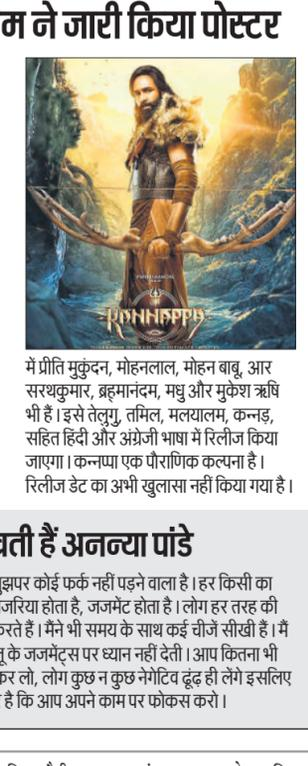 म ने जारी किया पोस्टर
KANNAPPA
में प्रीति मुकुंदन, मोहनलाल, मोहन बाबू, आर
सरथकुमार, ब्रह्मानंदम, मधु और मुकेश ऋषि
भी हैं । इसे तेलुगु, तमिल, मलयालम, कन्नड़,
सहित हिंदी और अंग्रेजी भाषा में रिलीज किया
जाएगा । कन्नप्पा एक पौराणिक कल्पना है ।
रिलीज डेट का अभी खुलासा नहीं किया गया है ।
ती हैं अनन्या पांडे
मुझपर कोई फर्क नहीं पड़ने वाला है । हर किसी का
जरिया होता है, जजमेंट होता है । लोग हर तरह की
करते हैं । मैंने भी समय के साथ कई चीजें सीखी हैं । मैं
के जजमेंट्स पर ध्यान नहीं देती । आप कितना भी
कर लो, लोग कुछ न कुछ नेगेटिव ढूंढ़ ही लेंगे इसलिए
है कि आप अपने काम पर फोकस करो ।